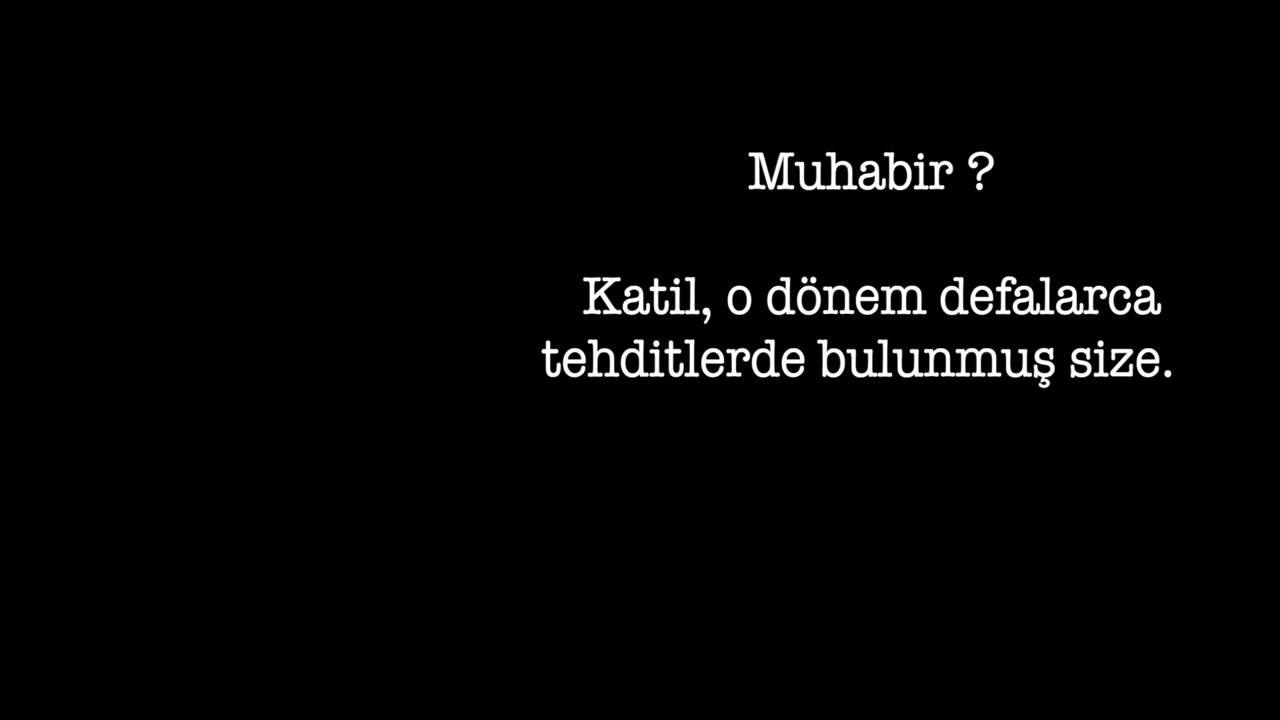 Muhabir ?
Katil, o dönem defalarca
tehditlerde bulunmuş size.